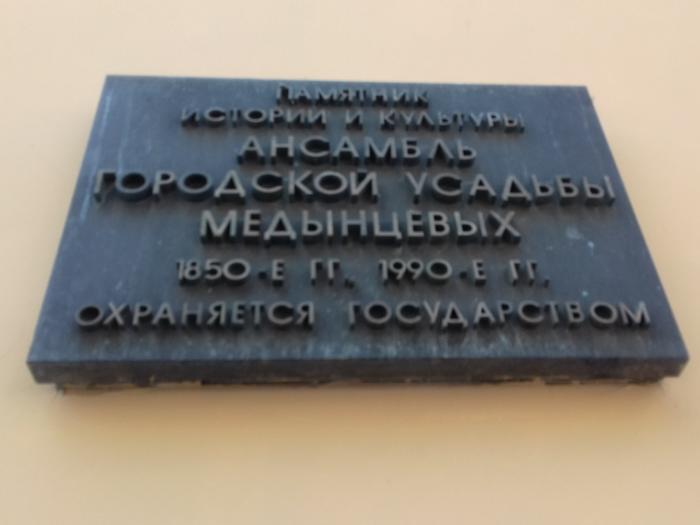 ПАМЯТНИК
ИСТОРИИ И КУЛЬТУРЫ
АНСАМБЛЬ
ГОРОДСКОЙ УСАДЬБЫ
МЕДЫНЦЕВЫХ
1850-Е ГГ., 1990-Е ГГ.
ОХРАНЯЕТСЯ ГОСУДАРСТВОМ